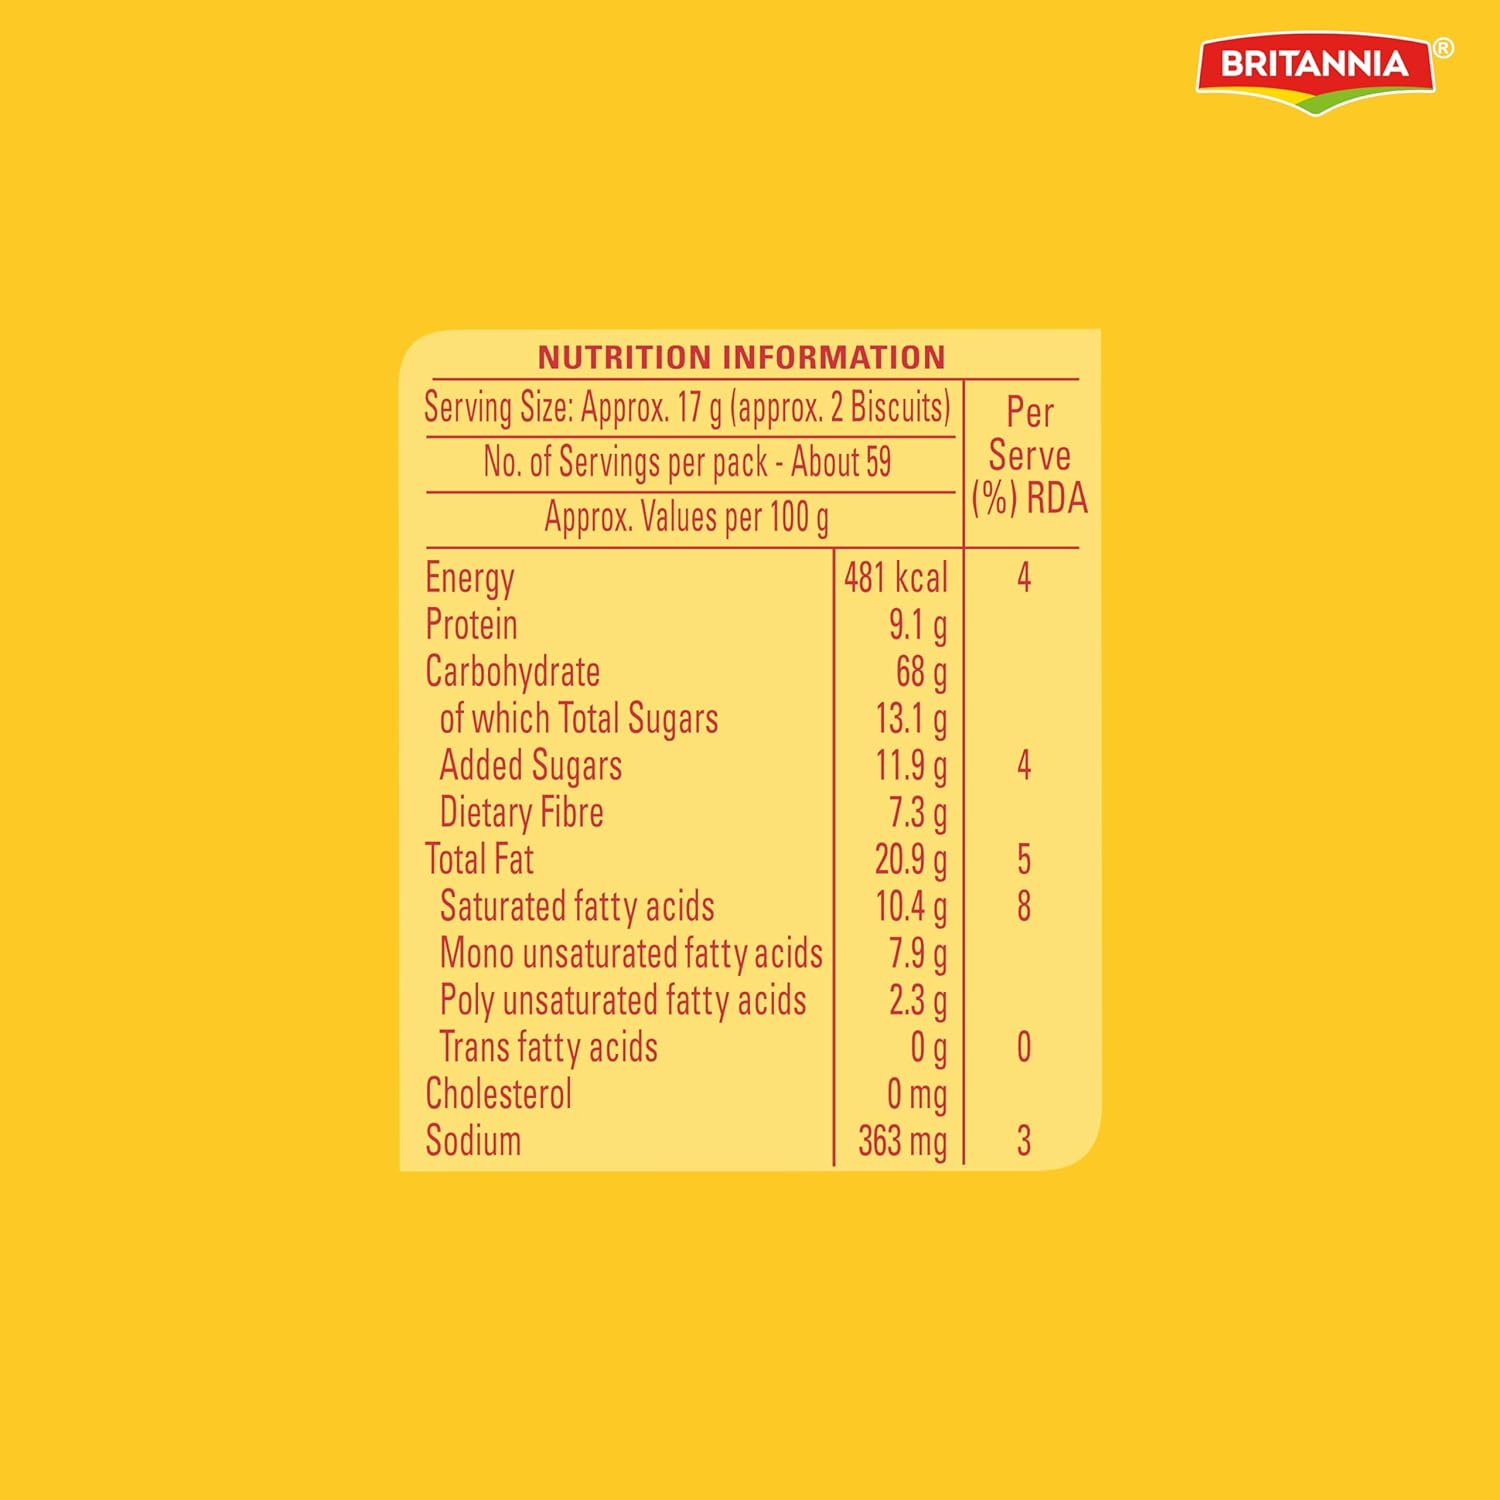 BRITANNIA ®
NUTRITION INFORMATION
Serving Size: Approx. 17 g (approx. 2 Biscuits)
No. of Servings per pack - About 59
Approx. Values per 100 g
Per
Serve
(%) RDA
Energy 481 kcal 4
Protein 9.1 g
Carbohydrate 68 g
of which Total Sugars 13.1 g
Added Sugars 11.9 g 4
Dietary Fibre 7.3 g
Total Fat 20.9 g 5
Saturated fatty acids 10.4 g 8
Mono unsaturated fatty acids 7.9 g
Poly unsaturated fatty acids 2.3 g
Trans fatty acids 0 g 0
Cholesterol 0 mg
Sodium 363 mg 3